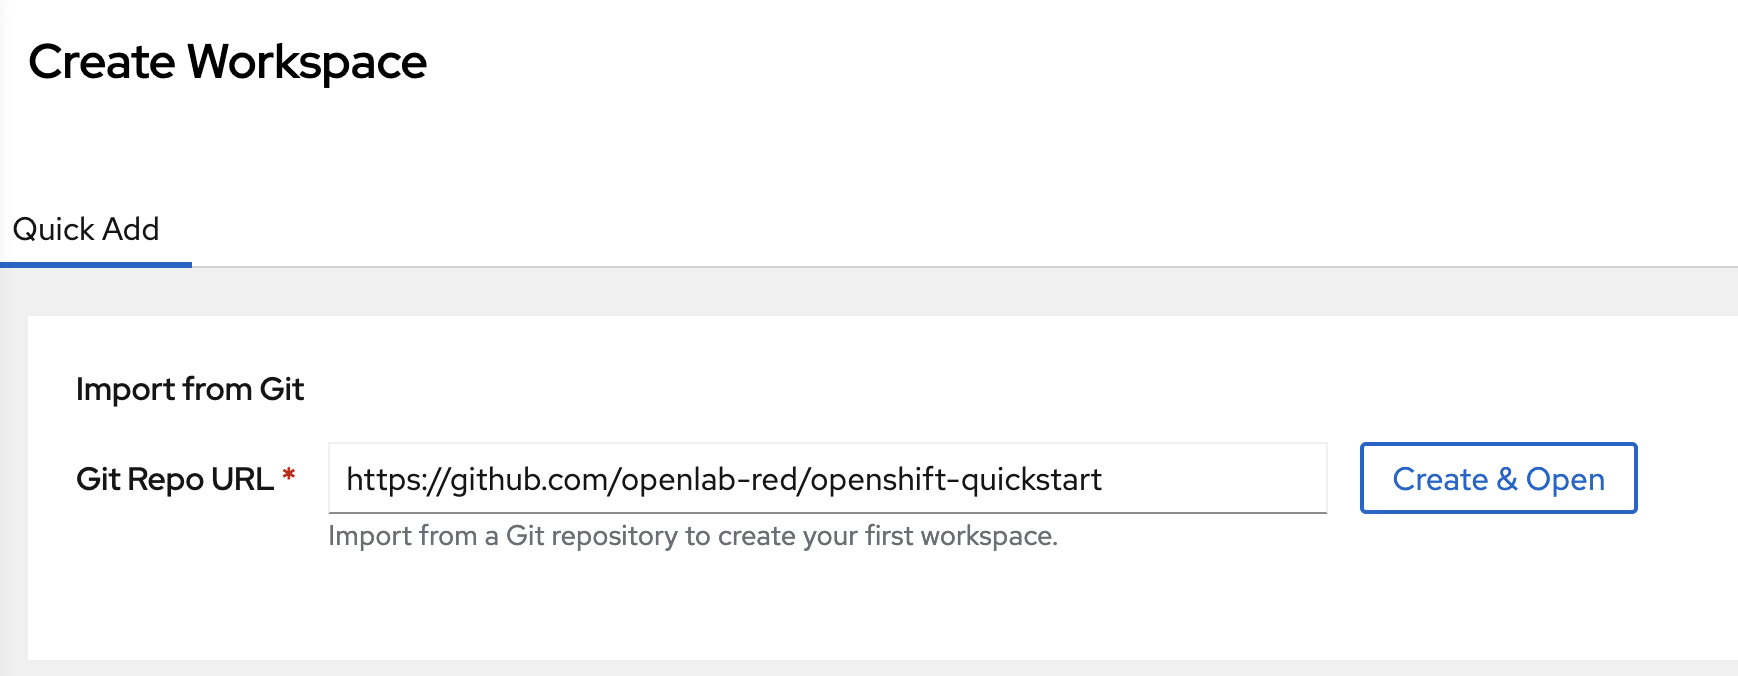 Create Workspace
Quick Add
Import from Git
Git Repo URL *
https://github.com/openlab-red/openshift-quickstart
Create & Open
Import from a Git repository to create your first workspace.